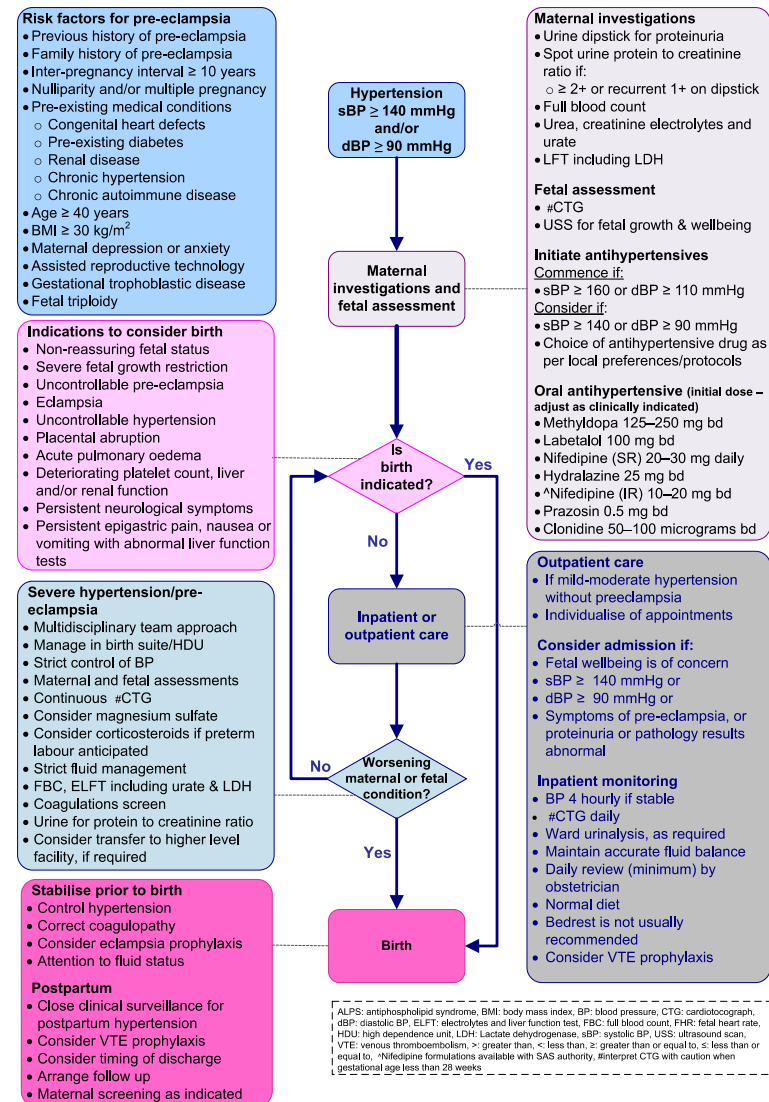 Risk factors for pre-eclampsia
• Previous history of pre-eclampsia
• Family history of pre-eclampsia
• Inter-pregnancy interval ≥ 10 years
• Nulliparity and/or multiple pregnancy
• Pre-existing medical conditions
o Congenital heart defects
o Pre-existing diabetes
o Renal disease
o Chronic hypertension
o Chronic autoimmune disease
• Age ≥ 40 years
• BMI ≥ 30 kg/m²
• Maternal depression or anxiety
• Assisted reproductive technology
• Gestational trophoblastic disease
• Fetal triploidy
Indications to consider birth
• Non-reassuring fetal status
• Severe fetal growth restriction
• Uncontrollable pre-eclampsia
• Eclampsia
• Uncontrollable hypertension
• Placental abruption
• Acute pulmonary oedema
• Deteriorating platelet count, liver
and/or renal function
• Persistent neurological symptoms
• Persistent epigastric pain, nausea or
vomiting with abnormal liver function
tests
Severe hypertension/pre-
eclampsia
• Multidisciplinary team approach
• Manage in birth suite/HDU
• Strict control of BP
• Maternal and fetal assessments
• Continuous #CTG
• Consider magnesium sulfate
• Consider corticosteroids if preterm
labour anticipated
• Strict fluid management
• FBC, ELFT including urate & LDH
• Coagulations screen
• Urine for protein to creatinine ratio
• Consider transfer to higher level
facility, if required
Stabilise prior to birth
• Control hypertension
• Correct coagulopathy
• Consider eclampsia prophylaxis
• Attention to fluid status
Postpartum
• Close clinical surveillance for
postpartum hypertension
• Consider VTE prophylaxis
• Consider timing of discharge
• Arrange follow up
• Maternal screening as indicated
Hypertension
sBP ≥ 140 mmHg
and/or
dBP ≥ 90 mmHg
Maternal
investigations and
fetal assessment
Is
birth
indicated?
Yes
No
Inpatient or
outpatient care
Worsening
maternal or fetal
condition?
No
Yes
Birth
Maternal investigations
• Urine dipstick for proteinuria
• Spot urine protein to creatinine
ratio if:
o ≥ 2+ or recurrent 1+ on dipstick
• Full blood count
• Urea, creatinine electrolytes and
urate
• LFT including LDH
Fetal assessment
• #CTG
• USS for fetal growth & wellbeing
Initiate antihypertensives
Commence if:
• sBP ≥ 160 or dBP ≥ 110 mmHg
Consider if:
• sBP ≥ 140 or dBP ≥ 90 mmHg
• Choice of antihypertensive drug as
per local preferences/protocols
Oral antihypertensive (initial dose –
adjust as clinically indicated)
• Methyldopa 125–250 mg bd
• Labetalol 100 mg bd
• Nifedipine (SR) 20–30 mg daily
• Hydralazine 25 mg bd
• ^Nifedipine (IR) 10–20 mg bd
• Prazosin 0.5 mg bd
• Clonidine 50–100 micrograms bd
Outpatient care
• If mild-moderate hypertension
without preeclampsia
• Individualise of appointments
Consider admission if:
• Fetal wellbeing is of concern
• sBP ≥ 140 mmHg or
• dBP ≥ 90 mmHg or
• Symptoms of pre-eclampsia, or
proteinuria or pathology results
abnormal
Inpatient monitoring
• BP 4 hourly if stable
• #CTG daily
• Ward urinalysis, as required
• Maintain accurate fluid balance
• Daily review (minimum) by
obstetrician
• Normal diet
• Bedrest is not usually
recommended
• Consider VTE prophylaxis
ALPS: antiphospholipid syndrome, BMI: body mass index, BP: blood pressure, CTG: cardiotocograph,
dBP: diastolic BP, ELFT: electrolytes and liver function test, FBC: full blood count, FHR: fetal heart rate,
HDU: high dependence unit, LDH: Lactate dehydrogenase, sBP: systolic BP, USS: ultrasound scan,
VTE: venous thromboembolism, >: greater than, <: less than, ≥: greater than or equal to, ≤: less than or
equal to, ^Nifedipine formulations available with SAS authority, #interpret CTG with caution when
gestational age less than 28 weeks